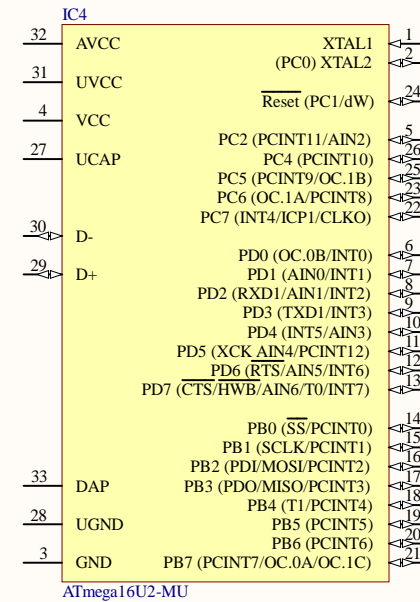 IC4
32 AVCC XTAL1 1
(PC0) XTAL2 2
31 UVCC
Reset (PC1/dW) 24
4 VCC
PC2 (PCINT11/AIN2) 5
27 UCAP PC4 (PCINT10) 26
PC5 (PCINT9/OC.1B) 25
PC6 (OC.1A/PCINT8) 23
PC7 (INT4/ICP1/CLKO) 22
30 D-
PD0 (OC.0B/INT0) 6
29 D+ PD1 (AIN0/INT1) 7
PD2 (RXD1/AIN1/INT2) 8
PD3 (TXD1/INT3) 9
PD4 (INT5/AIN3) 10
PD5 (XCK AIN4/PCINT12) 11
PD6 (RTS/AIN5/INT6) 12
PD7 (CTS/HWB/AIN6/T0/INT7) 13
PB0 (SS/PCINT0) 14
PB1 (SCLK/PCINT1) 15
PB2 (PDI/MOSI/PCINT2) 16
33 DAP PB3 (PDO/MISO/PCINT3) 17
PB4 (T1/PCINT4) 18
28 UGND PB5 (PCINT5) 19
PB6 (PCINT6) 20
3 GND PB7 (PCINT7/OC.0A/OC.1C) 21
ATmega16U2-MU